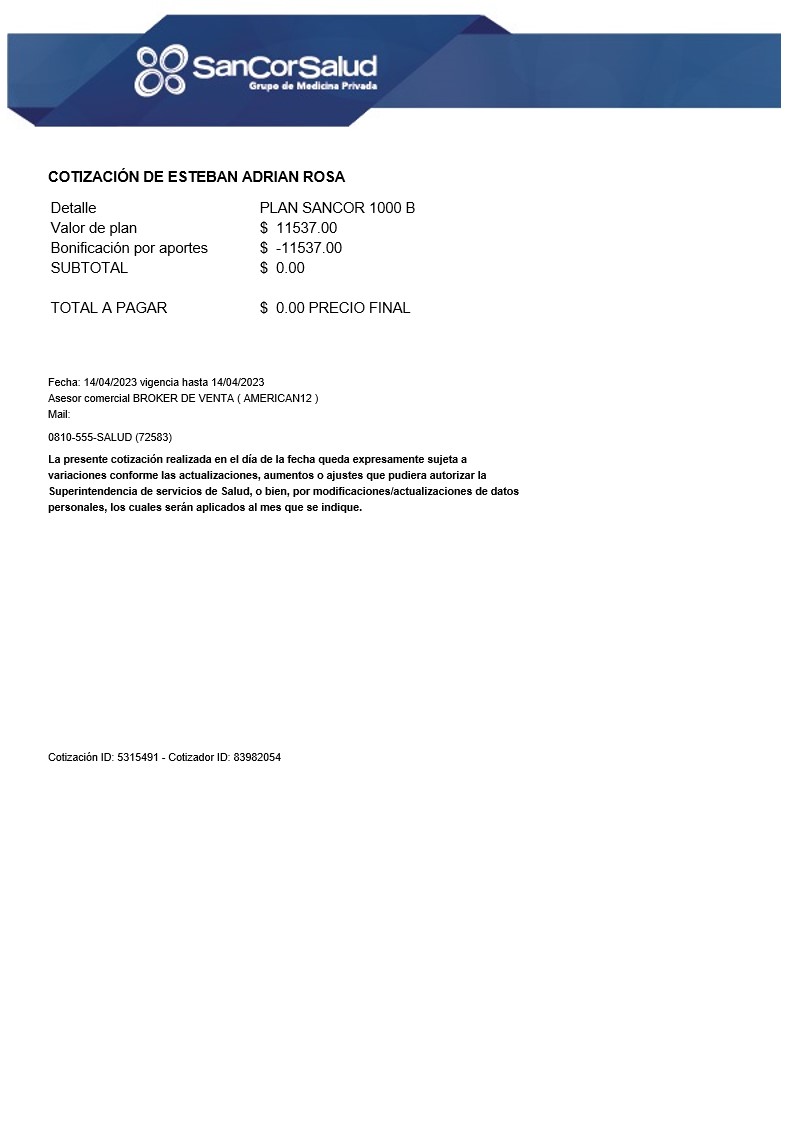 SanCorSalud
Grupo de Medicina Privada
COTIZACIÓN DE ESTEBAN ADRIAN ROSA
Detalle PLAN SANCOR 1000 B
Valor de plan $ 11537.00
Bonificación por aportes $ -11537.00
SUBTOTAL $ 0.00
TOTAL A PAGAR $ 0.00 PRECIO FINAL
Fecha: 14/04/2023 vigencia hasta 14/04/2023
Asesor comercial BROKER DE VENTA ( AMERICAN12 )
Mail:
0810-555-SALUD (72583)
La presente cotización realizada en el día de la fecha queda expresamente sujeta a
variaciones conforme las actualizaciones, aumentos o ajustes que pudiera autorizar la
Superintendencia de servicios de Salud, o bien, por modificaciones/actualizaciones de datos
personales, los cuales serán aplicados al mes que se indique.
Cotización ID: 5315491 - Cotizador ID: 83982054